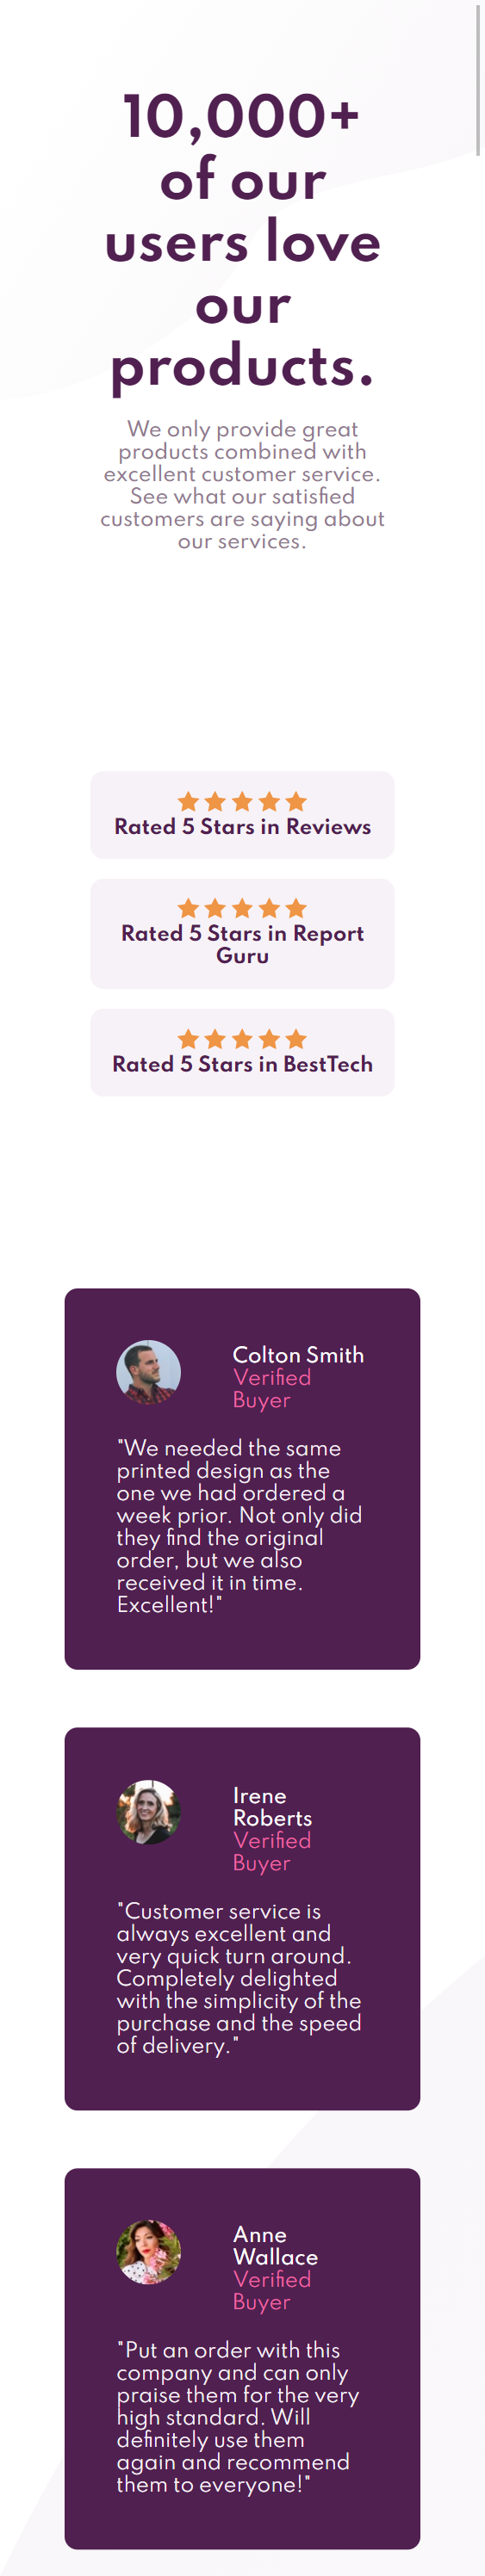 10,000+
of our
users love
our
products.
We only provide great
products combined with
excellent customer service.
See what our satisfied
customers are saying about
our services.
Rated 5 Stars in Reviews
Rated 5 Stars in Report
Guru
Rated 5 Stars in BestTech
Colton Smith
Verified
Buyer
"We needed the same
printed design as the
one we had ordered a
week prior. Not only did
they find the original
order, but we also
received it in time.
Excellent!"
Irene
Roberts
Verified
Buyer
"Customer service is
always excellent and
very quick turn around.
Completely delighted
with the simplicity of the
purchase and the speed
of delivery."
Anne
Wallace
Verified
Buyer
"Put an order with this
company and can only
praise them for the very
high standard. Will
definitely use them
again and recommend
them to everyone!"